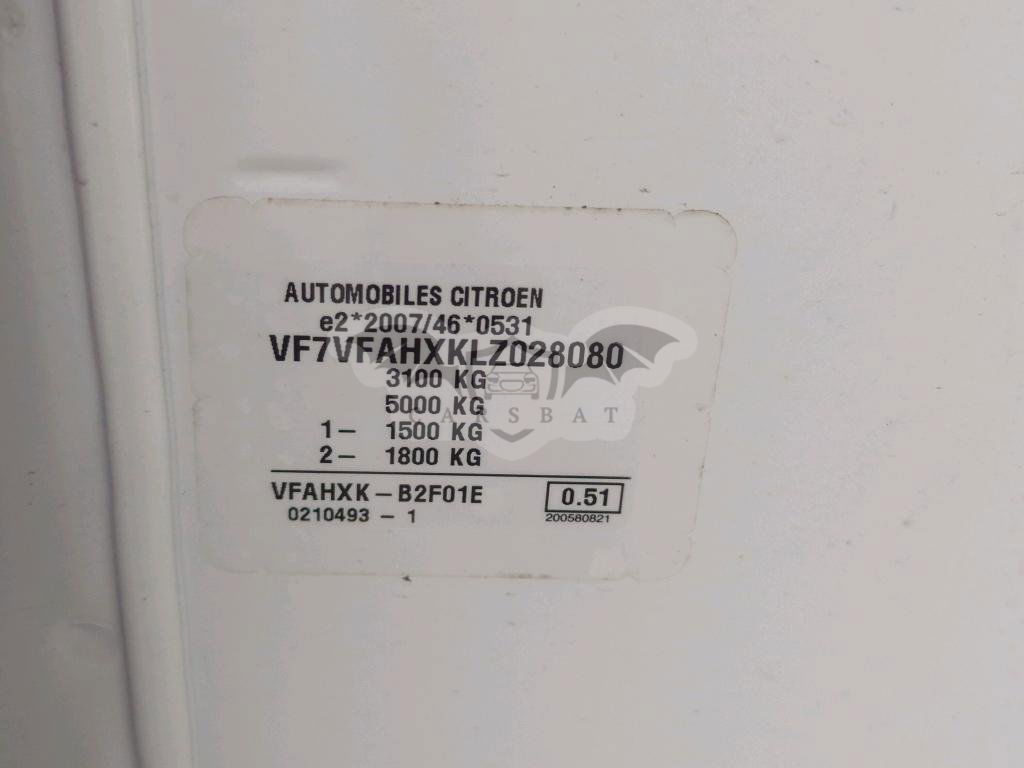 AUTOMOBILES CITROEN
e2*2007/46*0531
VF7VFAHXKLZ028080
3100 KG
5000 KG
CARSBAT
1- 1500 KG
2- 1800 KG
VFAHXK-B2F01E 0.51
0210493 - 1 200580821